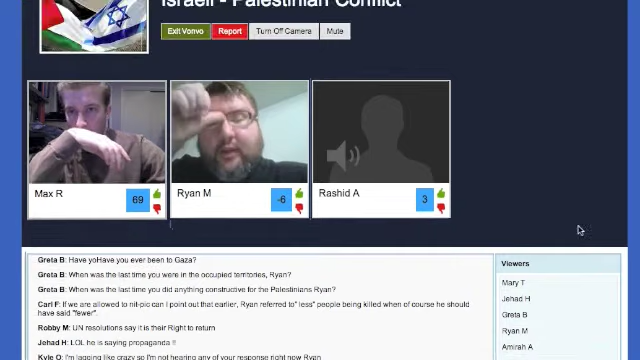 Israeli - Palestinian Conflict
Exit Vonvo Report Turn Off Camera Mute
Max R 69 Ryan M -6 Rashid A 3
Greta B: Have yoHave you ever been to Gaza?
Greta B: When was the last time you were in the occupied territories, Ryan?
Greta B: When was the last time you did anything constructive for the Palestinians Ryan?
Carl F: If we are allowed to nit-pic can I point out that earlier, Ryan referred to" less" people being killed when of course he should
have said "fewer".
Robby M: UN resolutions say it is their Right to return
Jehad H: LOL he is saying propaganda !!
Kyle O: I'm lagging like crazy so I'm not hearing any of your response right now Ryan
Viewers
Mary T
Jehad H
Greta B
Ryan M
Amirah A